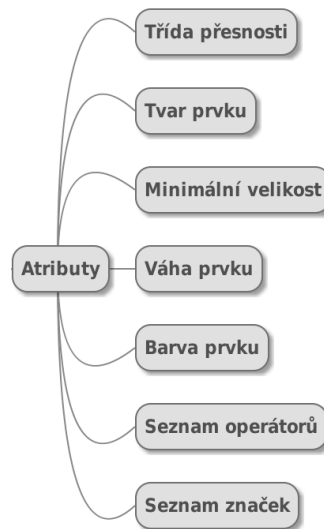 Třída přesnosti
Tvar prvku
Minimální velikost
Atributy
Váha prvku
Barva prvku
Seznam operátorů
Seznam značek